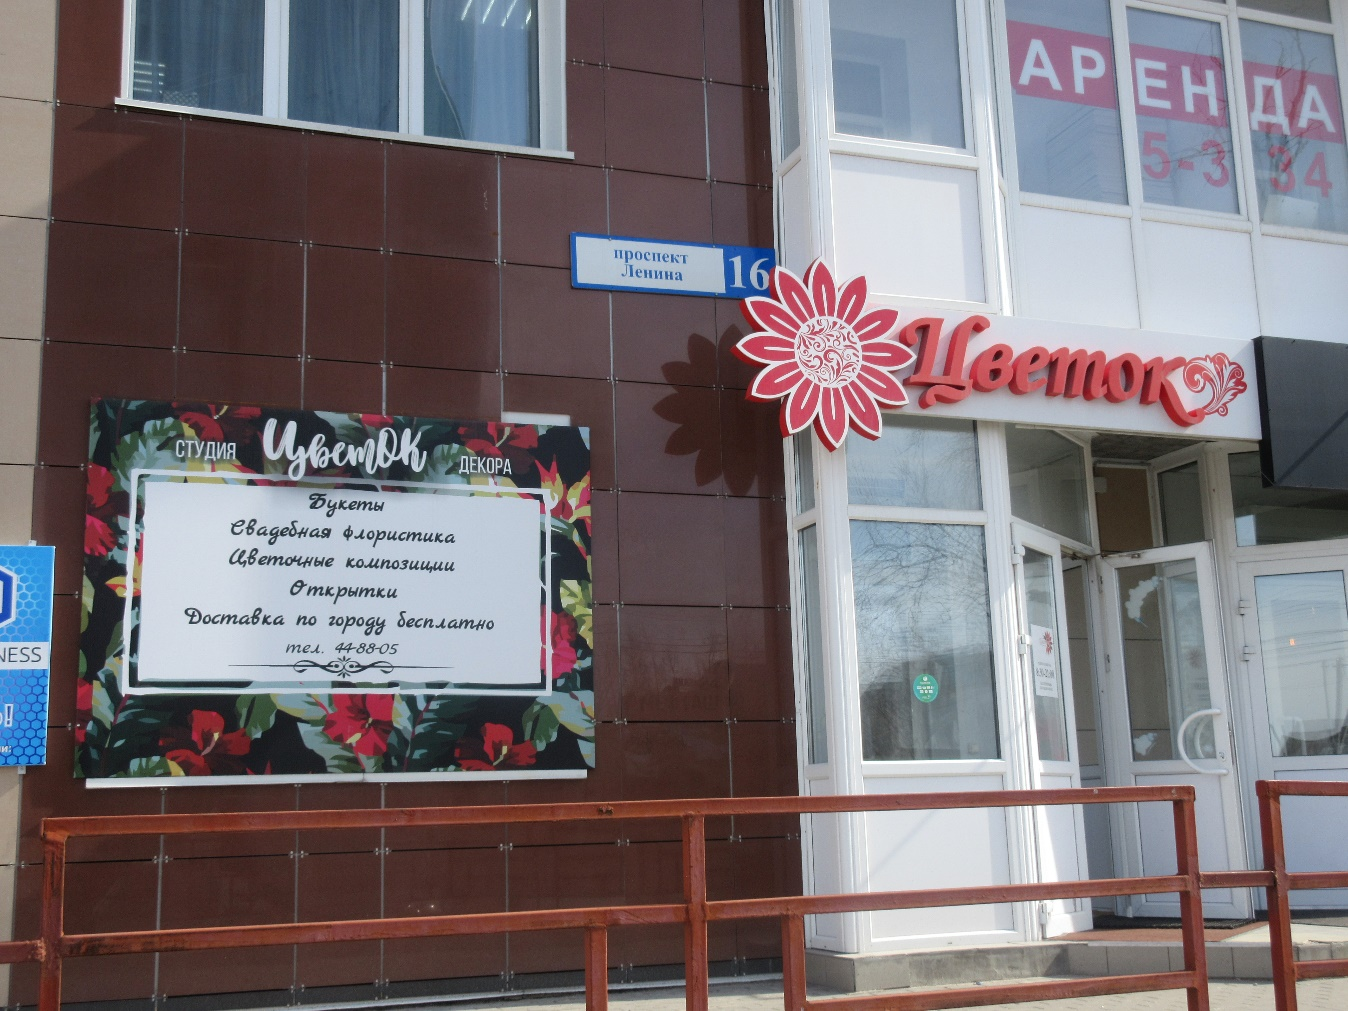 АРЕНДА
5-3 34
проспект
Ленина
16
Цветок
СТУДИЯ ЦветОК ДЕКОРА
Букеты
Свадебная флористика
Цветочные композиции
Открытки
Доставка по городу бесплатно
тел. 44-88-05
NESS